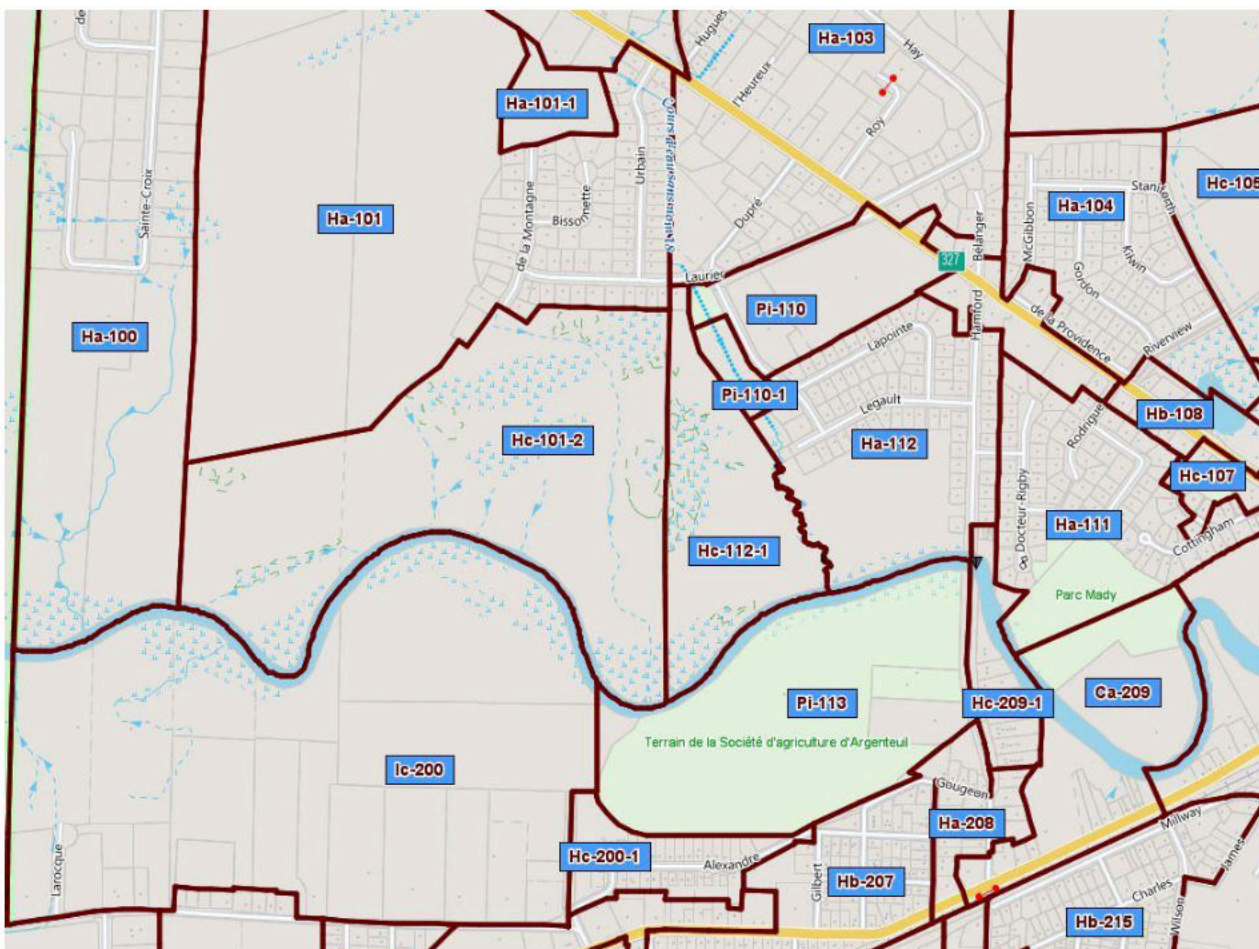 de
Hugues
Ha-103
Hay
l'Heureux
Ha-101-1
Roy
Urbain
Hc-105
Stanforth
Sainte-Croix
Ha-104
Ha-101
Bissonnette
Dupré
Bélanger
McGibbon
de la Montagne
Kilwin
327
Gordon
Laurier
Pi-110
Hamford
de la Providence
Ha-100
Lapointe
Riverview
Pi-110-1
Legault
Hb-108
Rodrigue
Hc-101-2
Ha-112
Hc-107
Docteur-Rigby
Ha-111
Cottingham
Hc-112-1
Parc Mady
Pi-113
Hc-209-1
Ca-209
Terrain de la Société d'agriculture d'Argenteuil
Ic-200
Gougeon
Ha-208
Millway
Larocque
Hc-200-1
Alexandre
Gilbert
Hb-207
James
Charles
Wilson
Hb-215